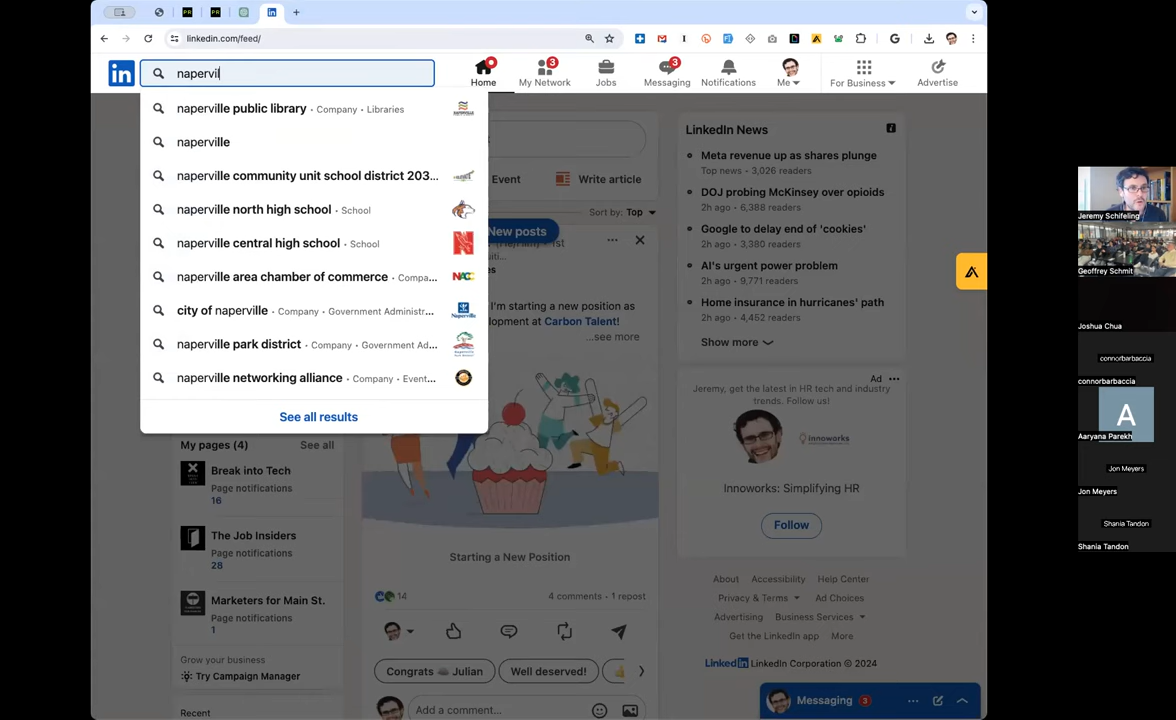 linkedin.com/feed/
in
napervil
Home
3
My Network
Jobs
3
Messaging
Notifications
Me
For Business
Advertise
naperville public library · Company · Libraries
naperville
naperville community unit school district 203...
naperville north high school · School
naperville central high school · School
naperville area chamber of commerce · Compa...
city of naperville · Company · Government Administr...
naperville park district · Company · Government Ad...
naperville networking alliance · Company · Event...
See all results
Event
Write article
Sort by: Top
New posts
1st
I'm starting a new position as
lopment at Carbon Talent!
...see more
Starting a New Position
14
4 comments · 1 repost
Congrats Julian
Well deserved!
Add a comment...
My pages (4)
See all
Break into Tech
Page notifications
16
The Job Insiders
Page notifications
28
Marketers for Main St.
Page notifications
1
Grow your business
Try Campaign Manager
Recent
LinkedIn News
Meta revenue up as shares plunge
Top news · 3,026 readers
DOJ probing McKinsey over opioids
2h ago · 6,388 readers
Google to delay end of 'cookies'
2h ago · 3,380 readers
AI's urgent power problem
2h ago · 9,771 readers
Home insurance in hurricanes' path
2h ago · 4,452 readers
Show more
Ad ···
Jeremy, get the latest in HR tech and industry
trends. Follow us!
innoworks
Innoworks: Simplifying HR
Follow
About Accessibility Help Center
Privacy & Terms Ad Choices
Advertising Business Services
Get the LinkedIn app More
LinkedIn LinkedIn Corporation © 2024
Messaging 3
Jeremy Schifeling
Geoffrey Schmit
Joshua Chua
connorbarbaccia
connorbarbaccia
A
Aaryana Parekh
Jon Meyers
Jon Meyers
Shania Tandon
Shania Tandon